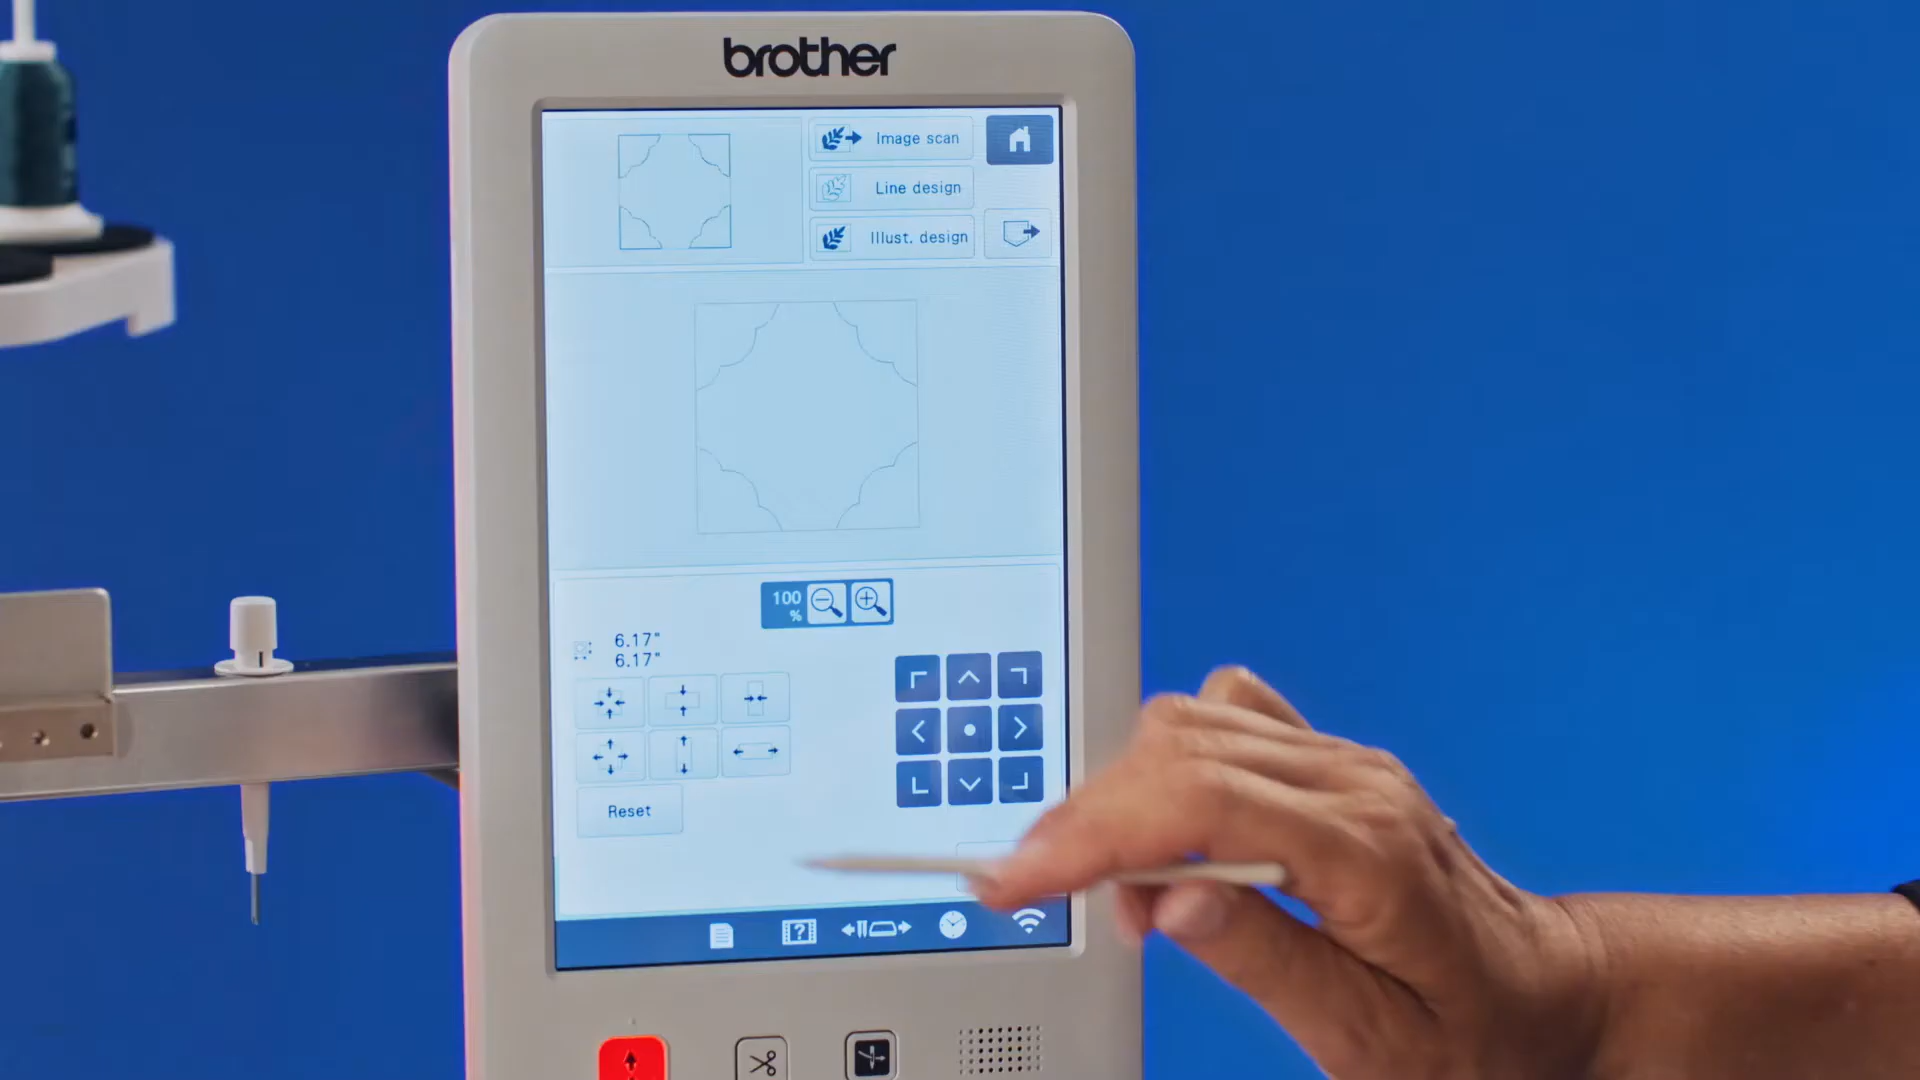 brother
Image scan
Line design
Illust. design
100
%
6.17"
6.17"
Reset